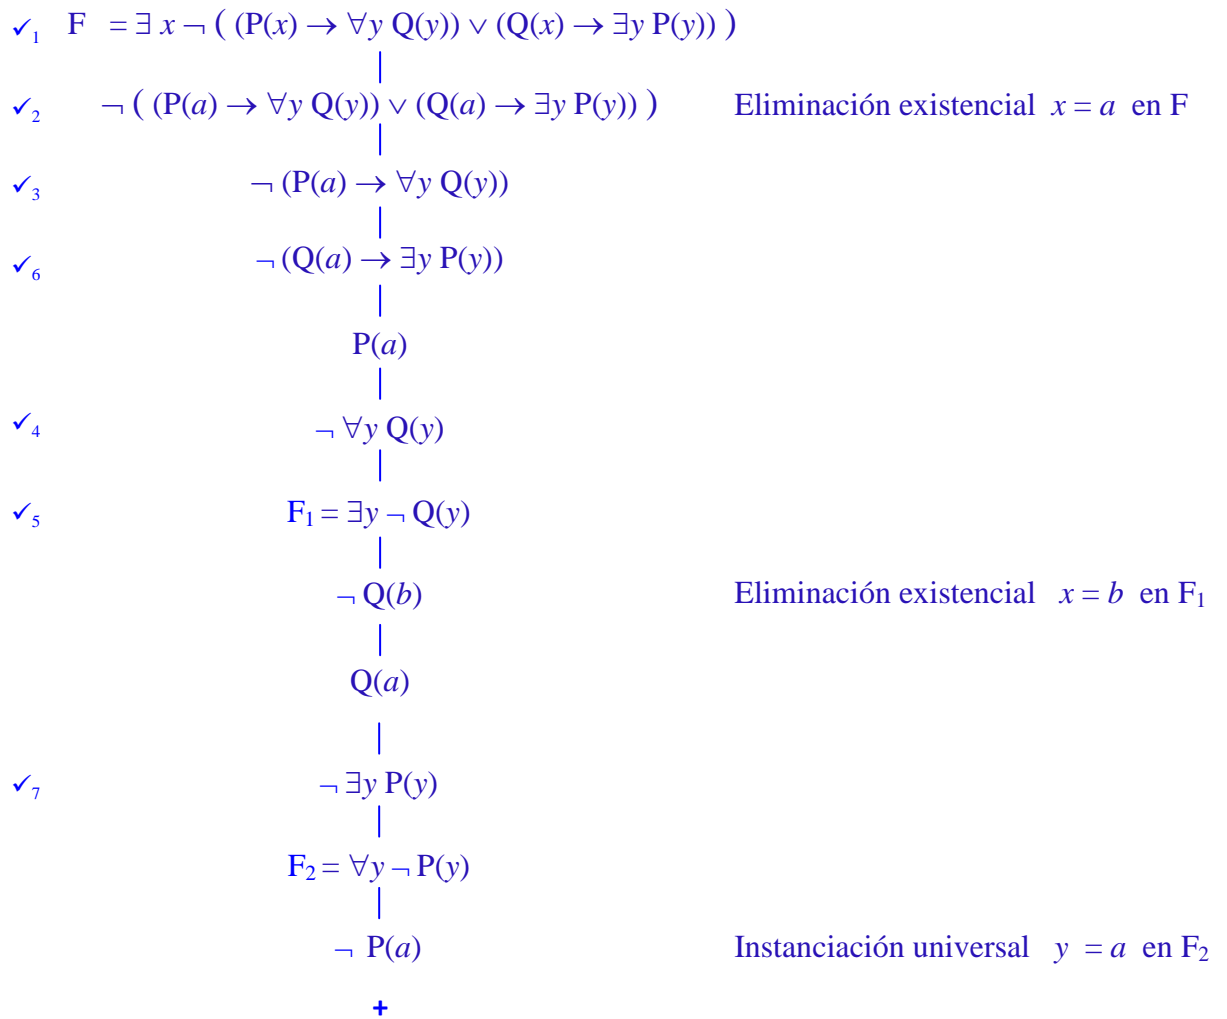 ✓₁ F = ∃ x ¬ ( (P(x) → ∀y Q(y)) ∨ (Q(x) → ∃y P(y)) )
✓₂ ¬ ( (P(a) → ∀y Q(y)) ∨ (Q(a) → ∃y P(y)) ) Eliminación existencial x = a en F
✓₃ ¬ (P(a) → ∀y Q(y))
✓₆ ¬ (Q(a) → ∃y P(y))
P(a)
✓₄ ¬ ∀y Q(y)
✓₅ F₁ = ∃y ¬ Q(y)
¬ Q(b) Eliminación existencial x = b en F₁
Q(a)
✓₇ ¬ ∃y P(y)
F₂ = ∀y ¬ P(y)
¬ P(a) Instanciación universal y = a en F₂
+